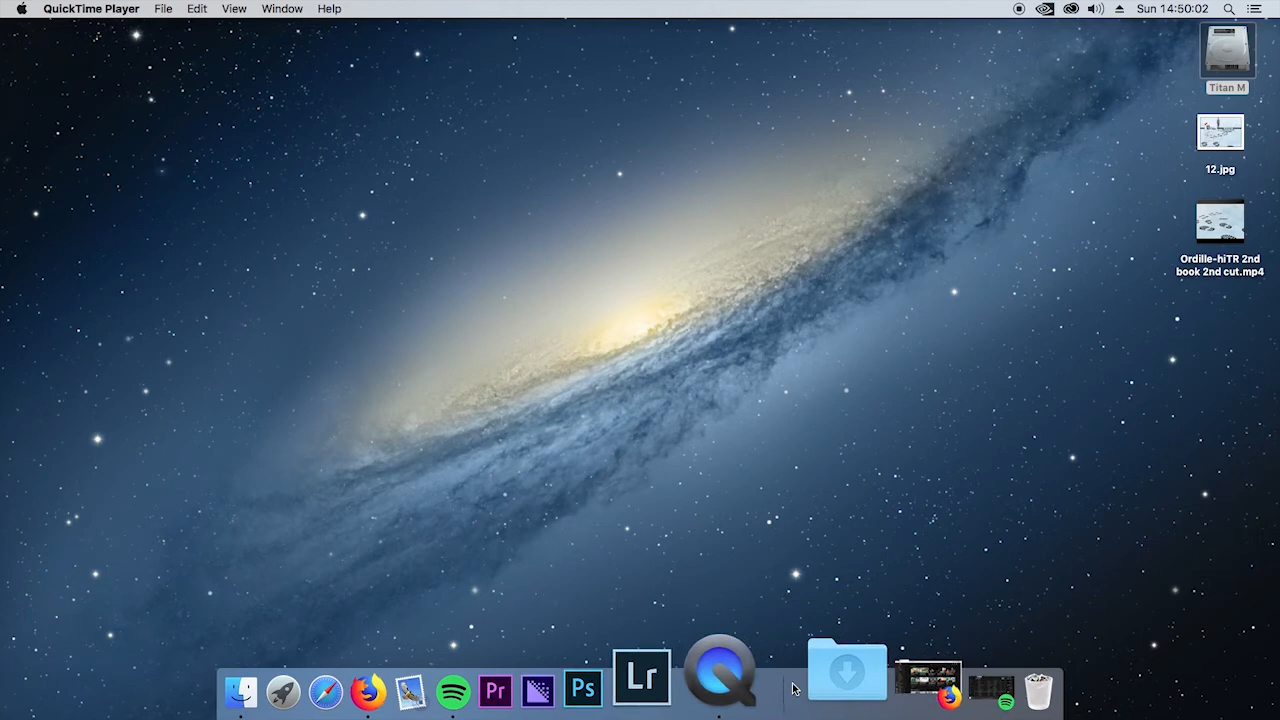 QuickTime Player File Edit View Window Help Sun 14:50:02
Titan M
12.jpg
Ordille-hiTR 2nd
book 2nd cut.mp4
Pr Ps Lr